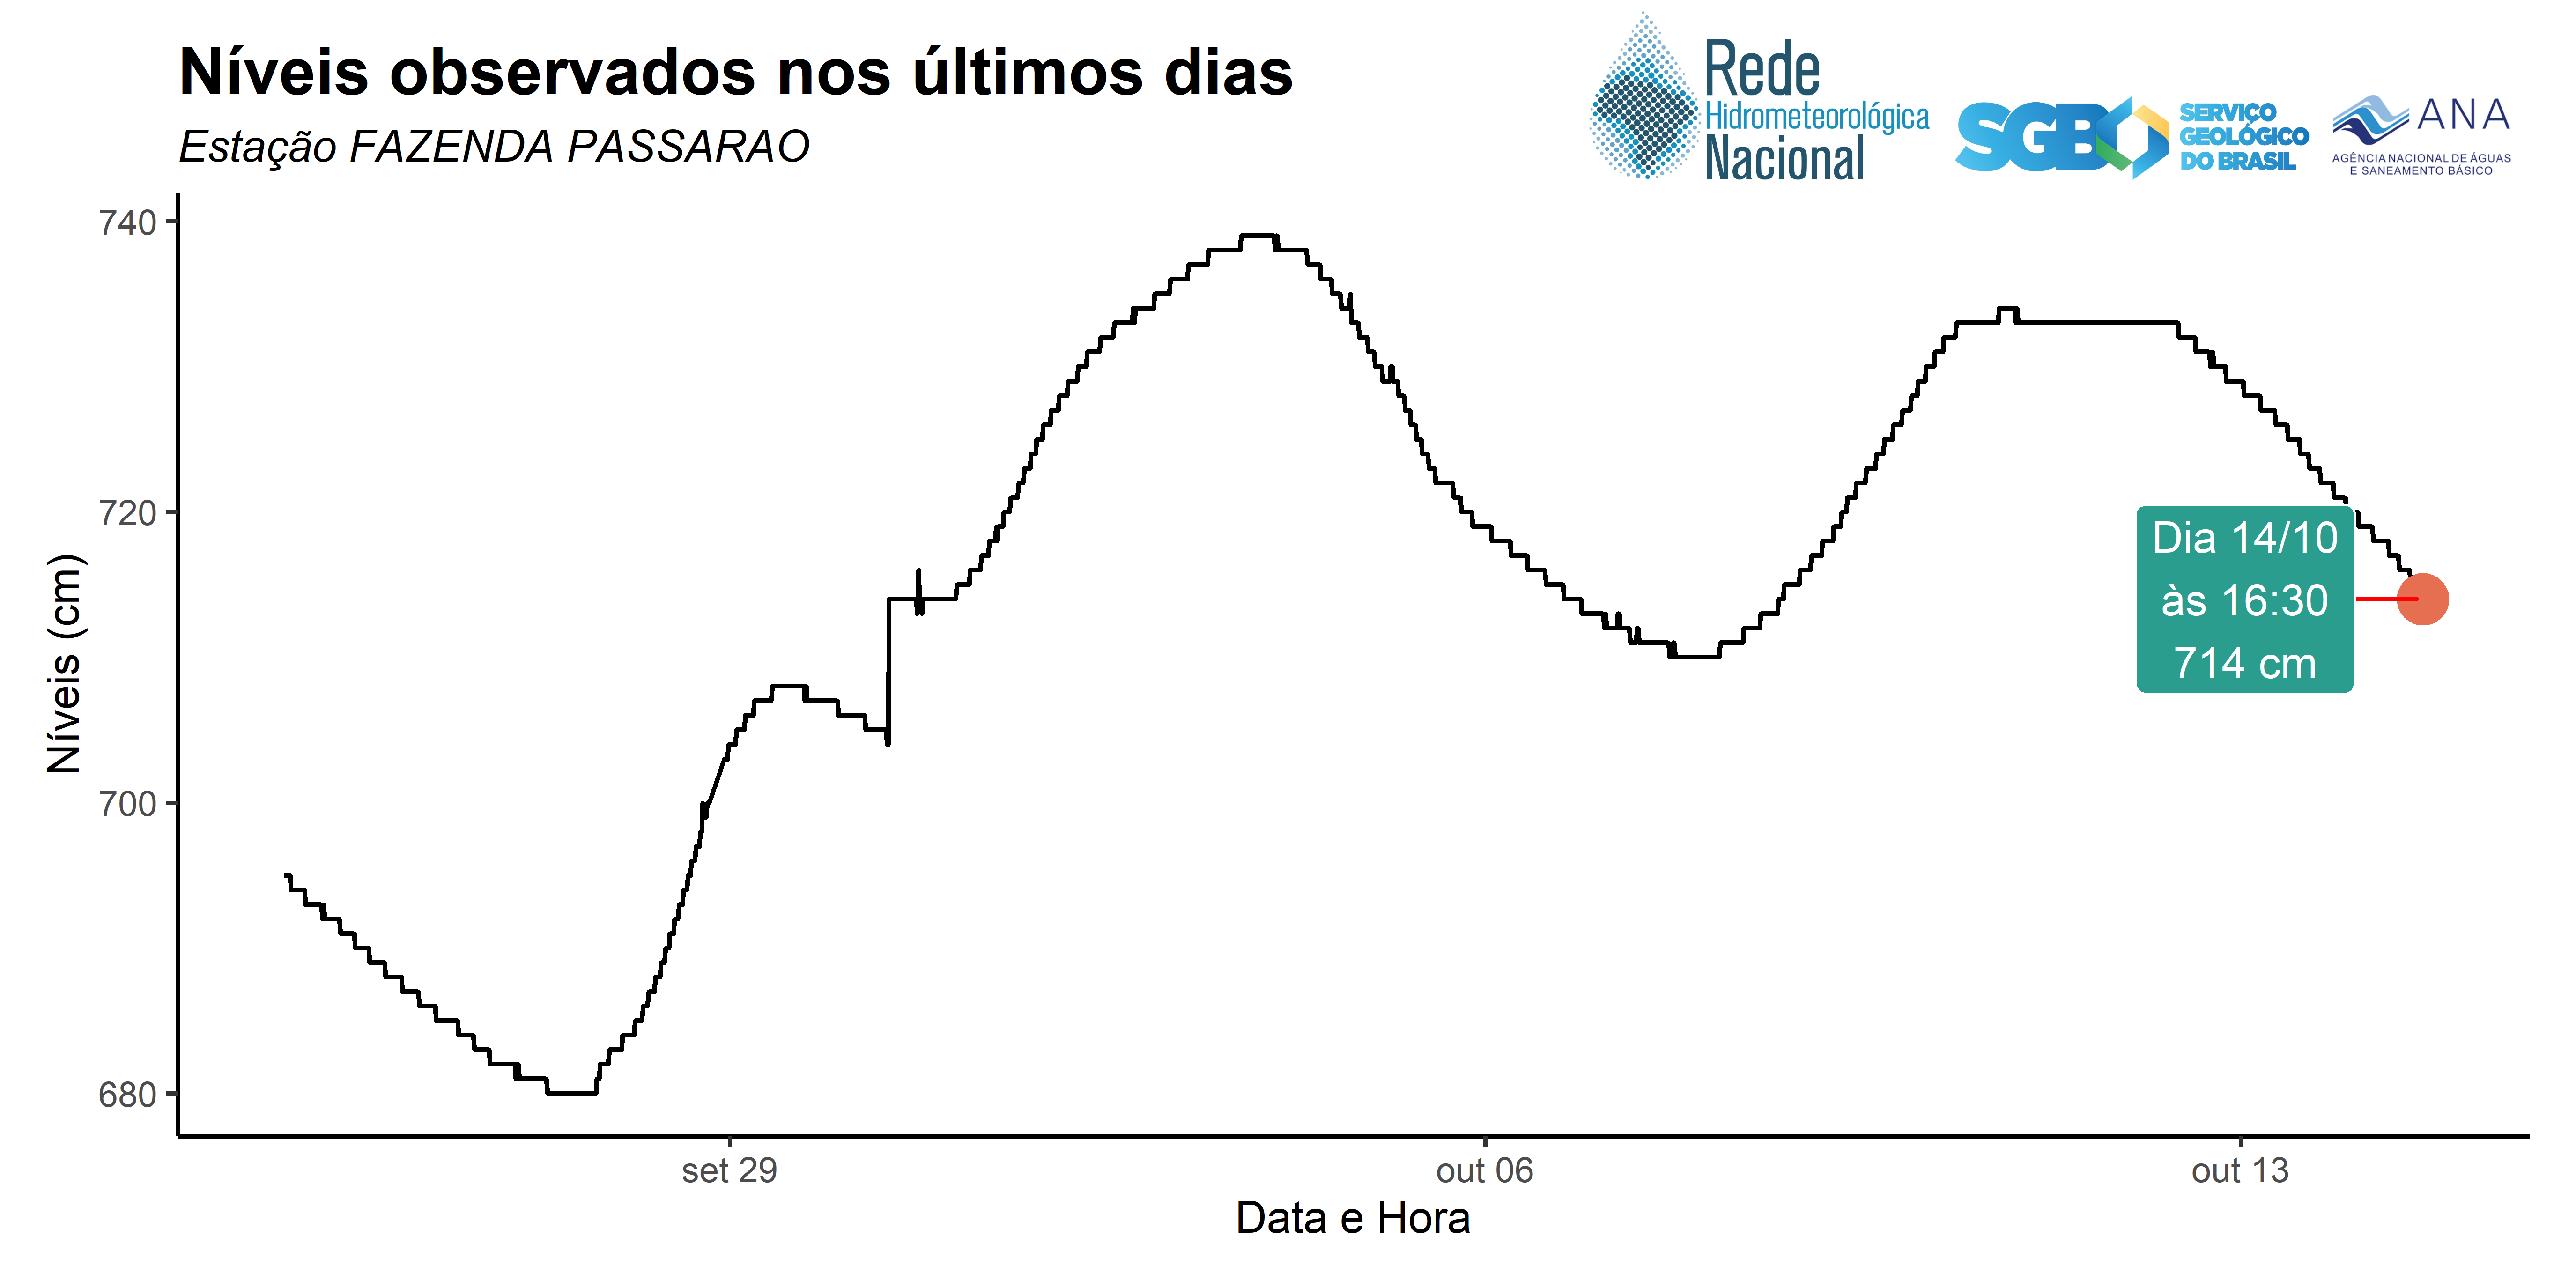 Níveis observados nos últimos dias
Estação FAZENDA PASSARAO
Rede
Hidrometeorológica
Nacional
SGB
SERVIÇO
GEOLÓGICO
DO BRASIL
ANA
AGÊNCIA NACIONAL DE ÁGUAS
E SANEAMENTO BÁSICO
Níveis (cm)
740
720
700
680
Dia 14/10
às 16:30
714 cm
set 29
out 06
out 13
Data e Hora